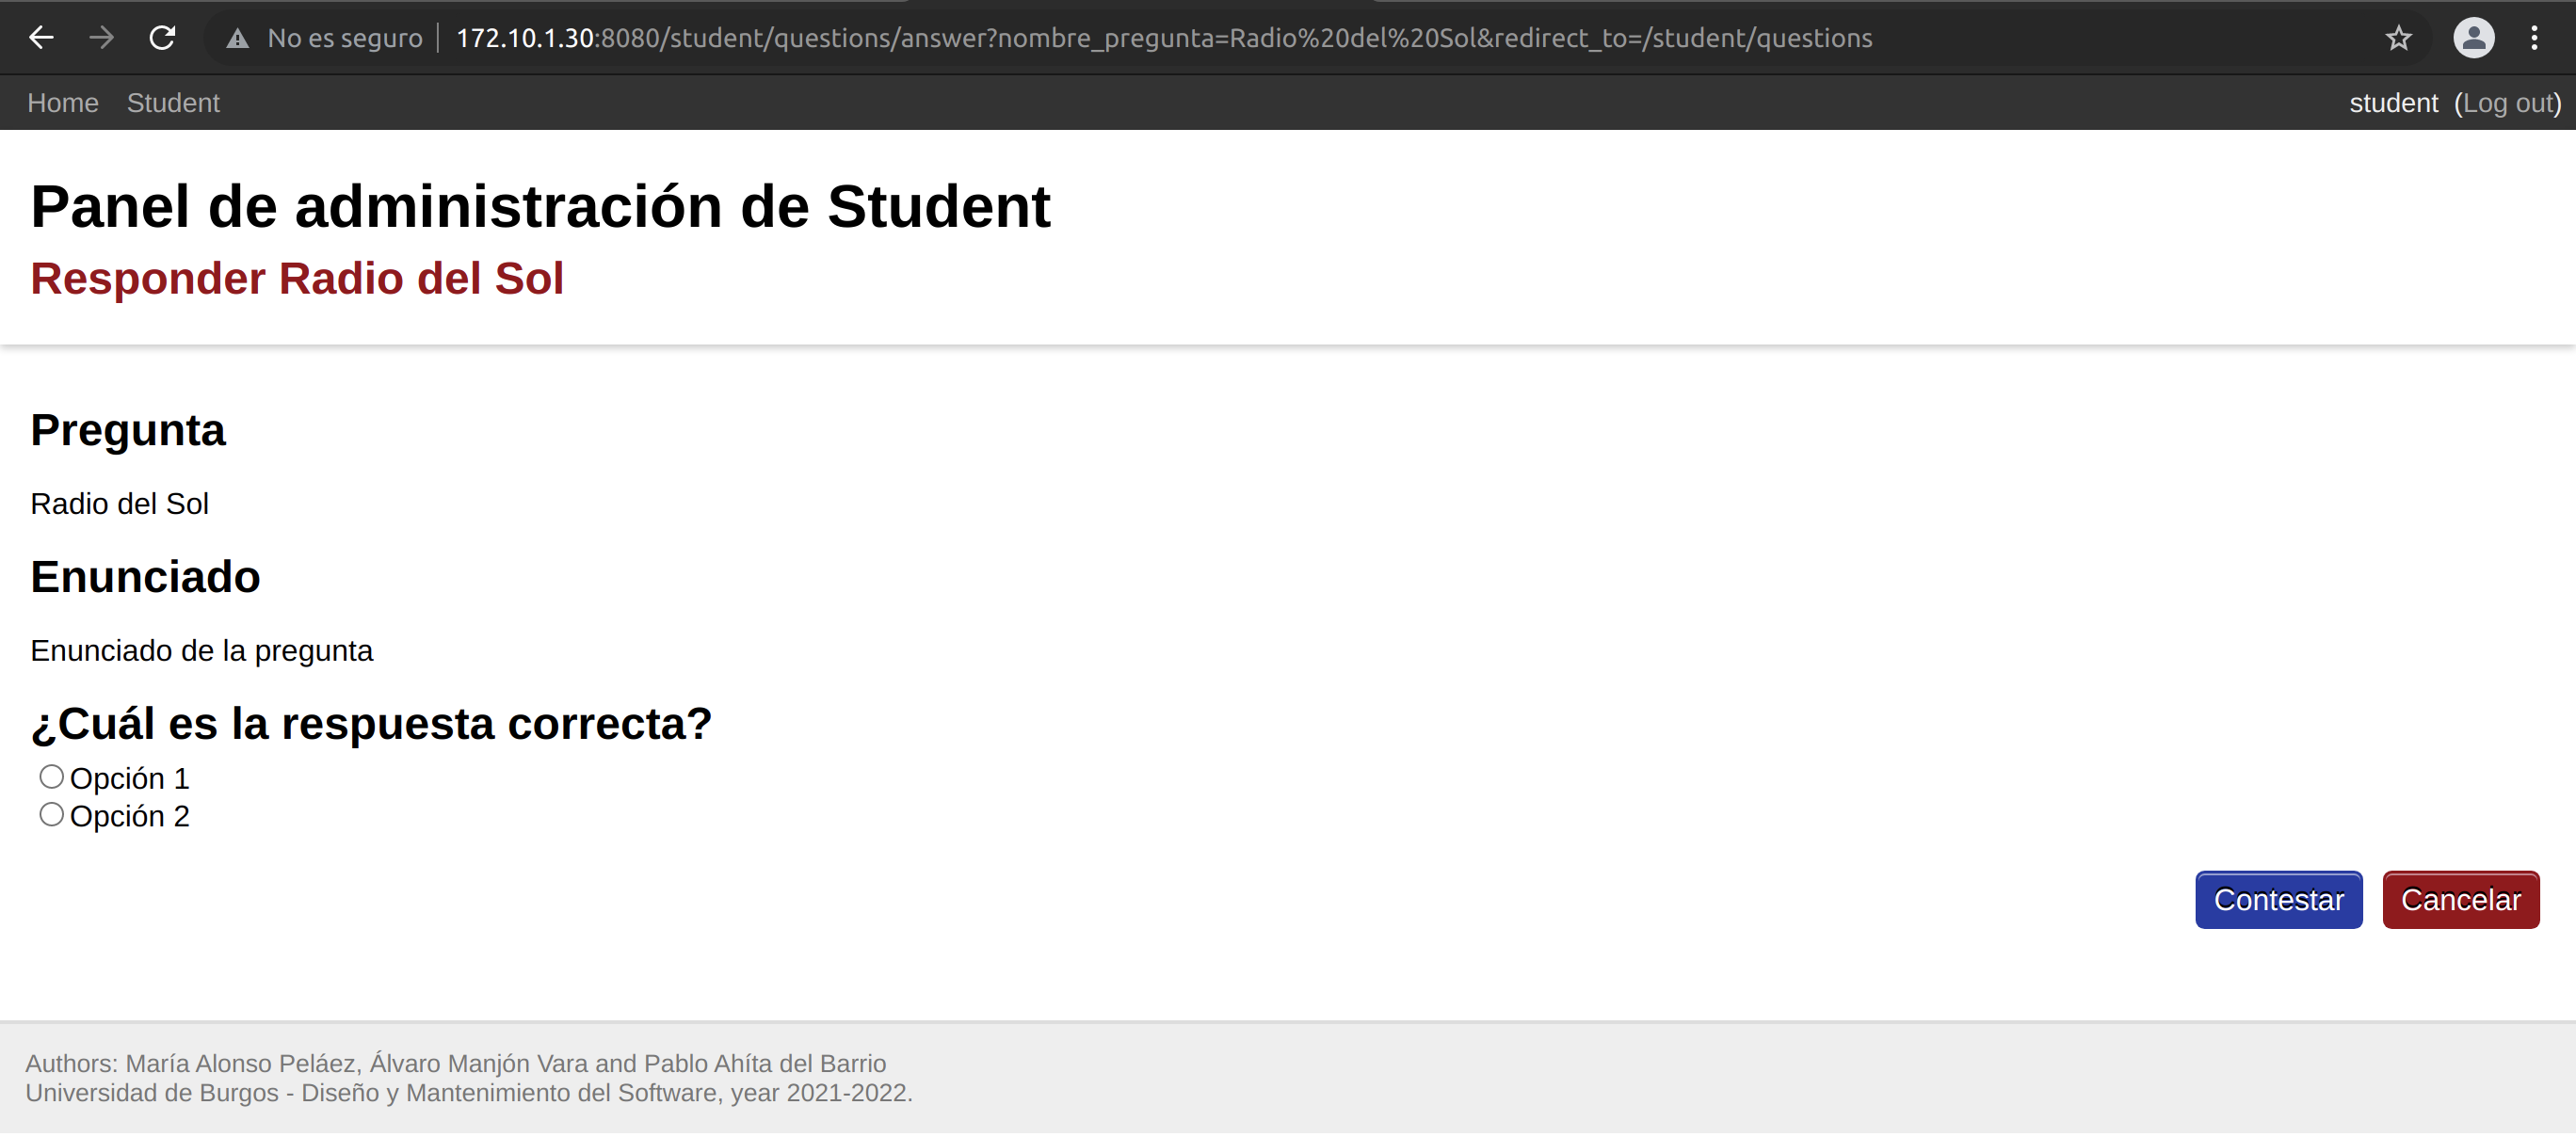 No es seguro 172.10.1.30:8080/student/questions/answer?nombre_pregunta=Radio%20del%20Sol&redirect_to=/student/questions
Home Student student (Log out)
Panel de administración de Student
Responder Radio del Sol
Pregunta
Radio del Sol
Enunciado
Enunciado de la pregunta
¿Cuál es la respuesta correcta?
Opción 1
Opción 2
Contestar Cancelar
Authors: María Alonso Peláez, Álvaro Manjón Vara and Pablo Ahíta del Barrio
Universidad de Burgos - Diseño y Mantenimiento del Software, year 2021-2022.